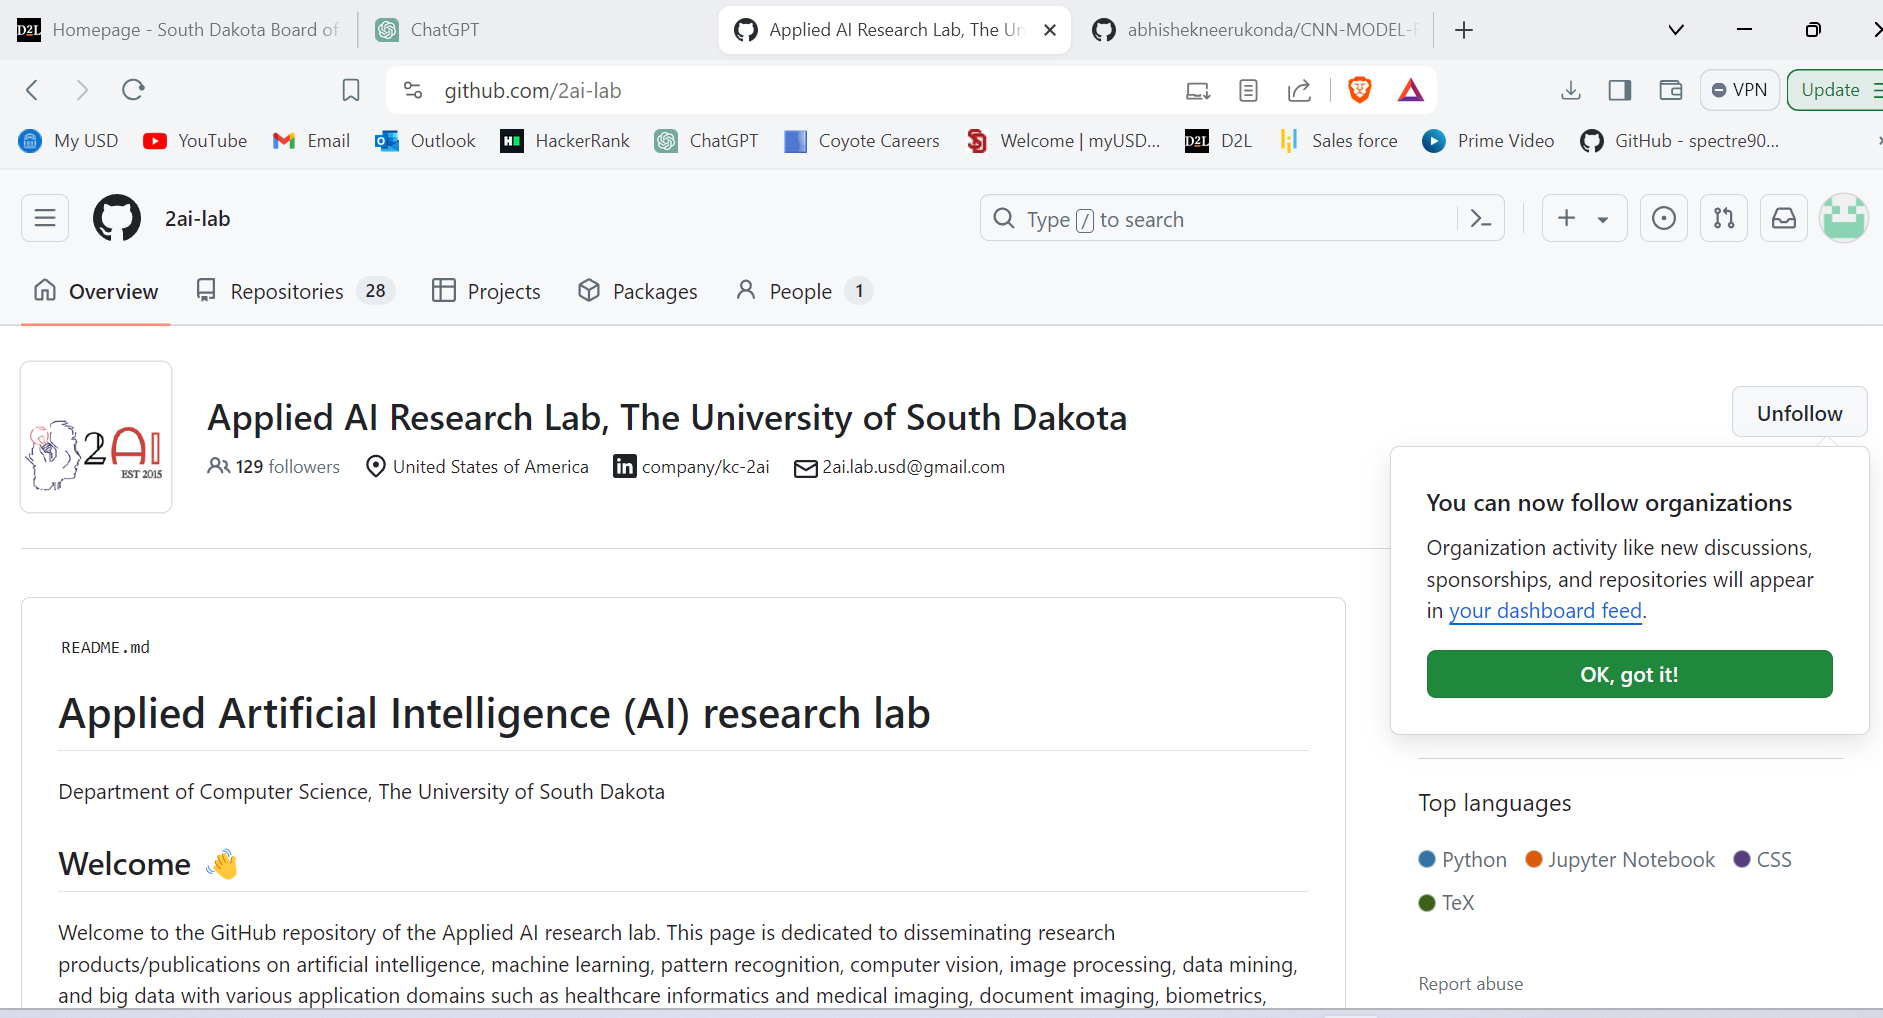 D2L Homepage - South Dakota Board of
ChatGPT
Applied AI Research Lab, The Un
abhishekneerukonda/CNN-MODEL-F
github.com/2ai-lab
VPN
Update
My USD
YouTube
Email
Outlook
HackerRank
ChatGPT
Coyote Careers
Welcome | myUSD...
D2L D2L
Sales force
Prime Video
GitHub - spectre90...
2ai-lab
Type / to search
Overview
Repositories 28
Projects
Packages
People 1
2AI
EST 2015
Applied AI Research Lab, The University of South Dakota
129 followers
United States of America
in company/kc-2ai
2ai.lab.usd@gmail.com
Unfollow
You can now follow organizations
Organization activity like new discussions,
sponsorships, and repositories will appear
in your dashboard feed.
OK, got it!
README.md
Applied Artificial Intelligence (AI) research lab
Department of Computer Science, The University of South Dakota
Welcome 👋
Welcome to the GitHub repository of the Applied AI research lab. This page is dedicated to disseminating research
products/publications on artificial intelligence, machine learning, pattern recognition, computer vision, image processing, data mining,
and big data with various application domains such as healthcare informatics and medical imaging, document imaging, biometrics,
Top languages
Python
Jupyter Notebook
CSS
TeX
Report abuse